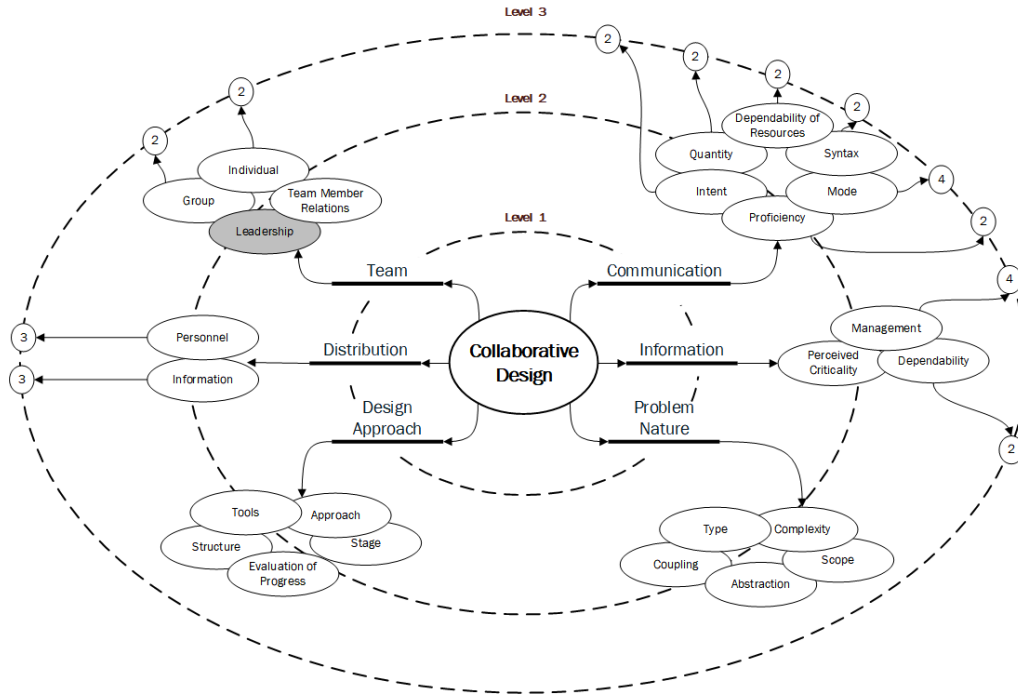 Level 3
2
2
2
2
2
2
Level 2
Dependability of
Resources
Individual
Quantity
Syntax
4
Group
Team Member
Relations
Intent
Mode
Leadership
Level 1
Proficiency
2
Team
Communication
4
Personnel
Management
3
Distribution
Collaborative
Design
Information
Perceived
Criticality
Dependability
3
Information
Design
Approach
Problem
Nature
2
Tools
Approach
Type
Complexity
Structure
Stage
Coupling
Scope
Evaluation of
Progress
Abstraction